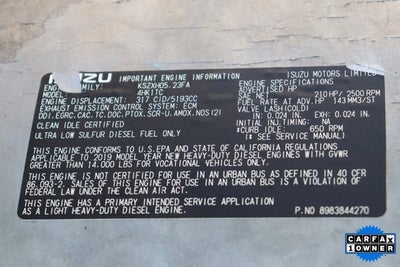 ISUZU IMPORTANT ENGINE INFORMATION ISUZU MOTORS LIMITED
ENGINE FAMILY: KSZXH05.23FA
ENGINE MODEL: 4HK1TC
ENGINE DISPLACEMENT: 317 CID/5193CC
EXHAUST EMISSION CONTROL SYSTEM: ECM
DDI.EGRC.CAC.TC.DOC.PTOX.SCR-U.AMOX.NOS(2)
CLEAN IDLE CERTIFIED
ULTRA LOW SULFUR DIESEL FUEL ONLY
ADVERTISED SPECIFICATIONS
SAE NET 210 HP/ 2500 RPM
FUEL RATE AT ADV.HP 143 MM3/ST
VALVE LASH(COLD)
IN: 0.024 IN. EX: 0.024 IN.
*CURB IDLE: 650 RPM
(* SEE SERVICE MANUAL)
THIS ENGINE CONFORMS TO U.S.EPA AND STATE OF CALIFORNIA REGULATIONS
APPLICABLE TO 2019 MODEL YEAR NEW HEAVY-DUTY DIESEL ENGINES WITH GVWR
GREATER THAN 14,000 LBS FOR VOCATIONAL VEHICLES ONLY.
THIS ENGINE IS NOT CERTIFIED FOR USE IN AN URBAN BUS AS DEFINED IN 40 CFR
86.093-2. SALES OF THIS ENGINE FOR USE IN AN URBAN BUS IS A VIOLATION OF
FEDERAL LAW UNDER THE CLEAN AIR ACT.
THIS ENGINE HAS A PRIMARY INTENDED SERVICE APPLICATION
AS A LIGHT HEAVY-DUTY DIESEL ENGINE.
P.NO 8983844270
CARFAX
1 OWNER